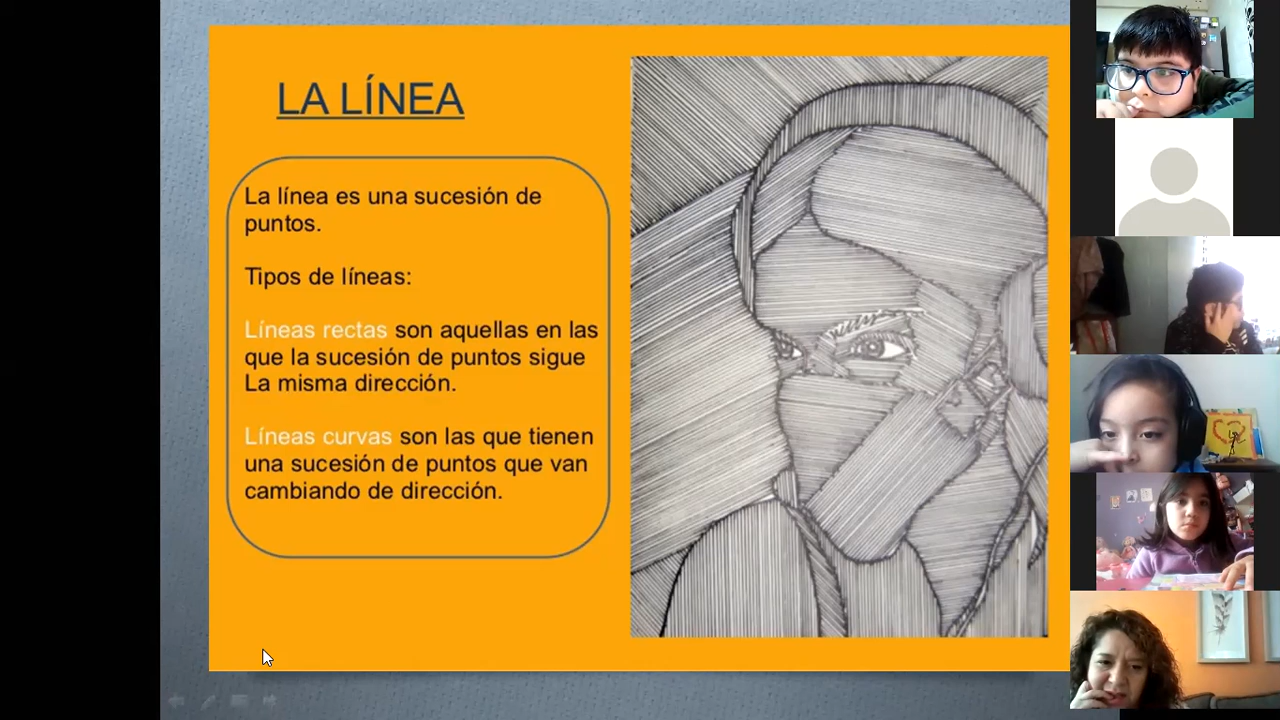 LA LÍNEA
La línea es una sucesión de
puntos.
Tipos de líneas:
Líneas rectas son aquellas en las
que la sucesión de puntos sigue
La misma dirección.
Líneas curvas son las que tienen
una sucesión de puntos que van
cambiando de dirección.